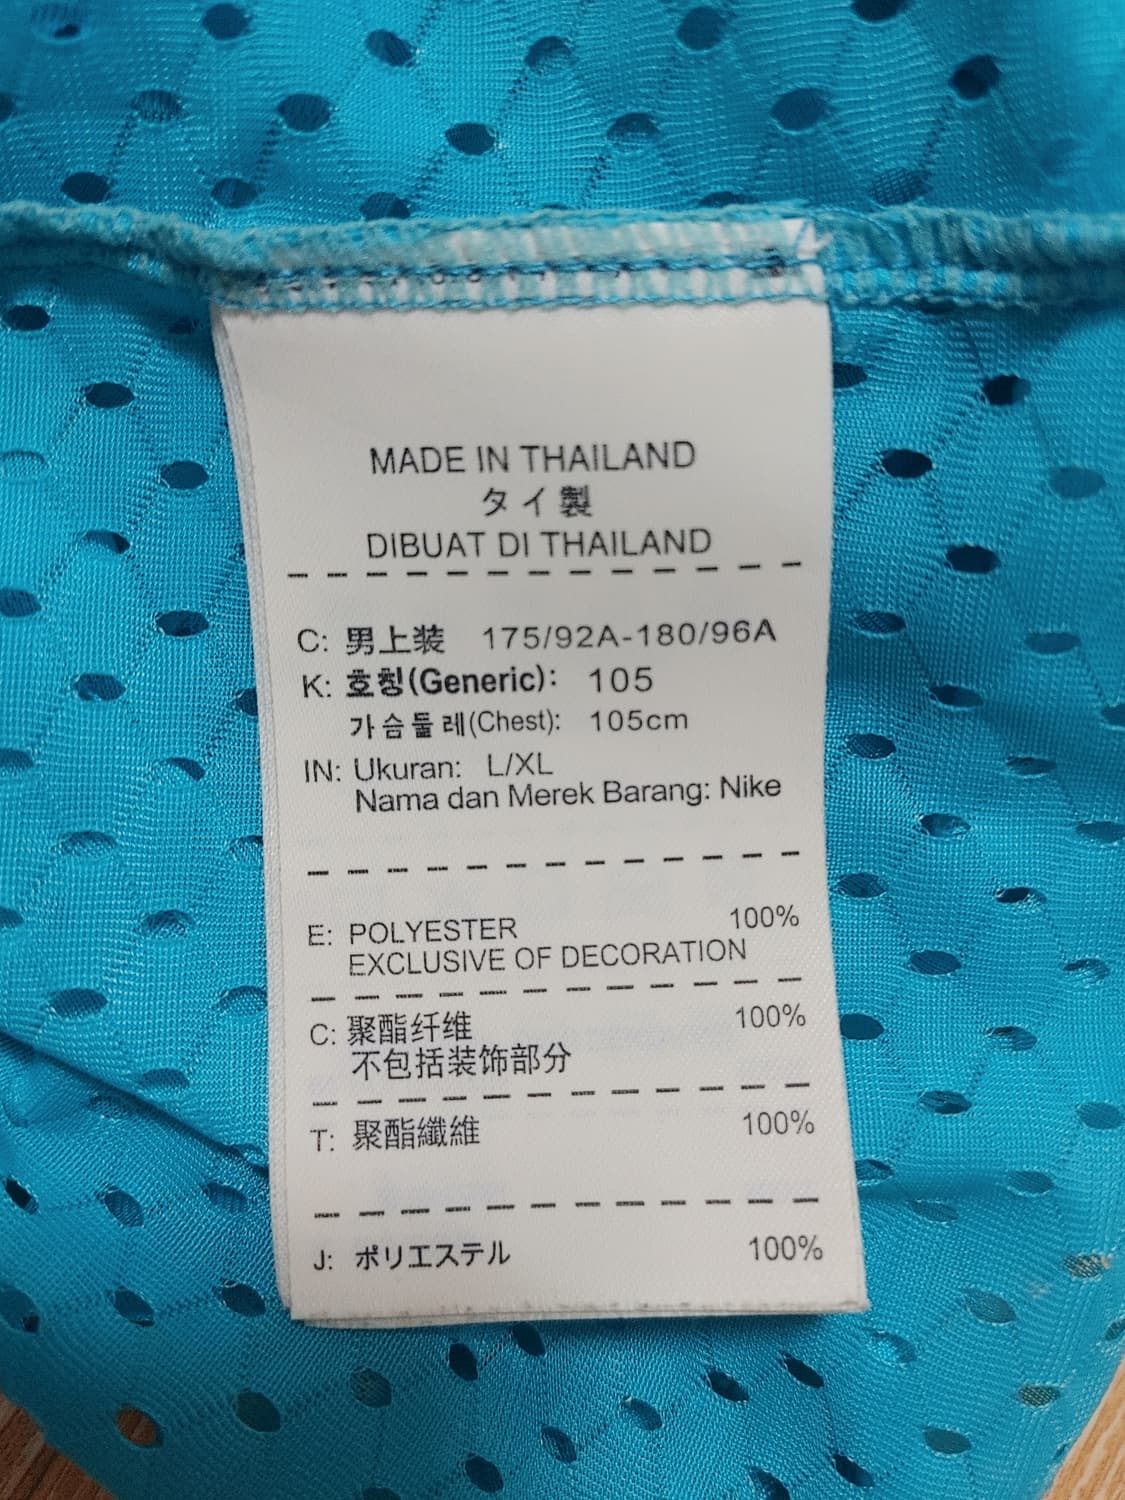 MADE IN THAILAND
タイ製
DIBUAT DI THAILAND
C: 男上装 175/92A-180/96A
K: 호칭(Generic): 105
가슴둘레(Chest): 105cm
IN: Ukuran: L/XL
Nama dan Merek Barang: Nike
E: POLYESTER 100%
EXCLUSIVE OF DECORATION
C: 聚酯纤维 100%
不包括装饰部分
T: 聚酯纖維 100%
J: ポリエステル 100%